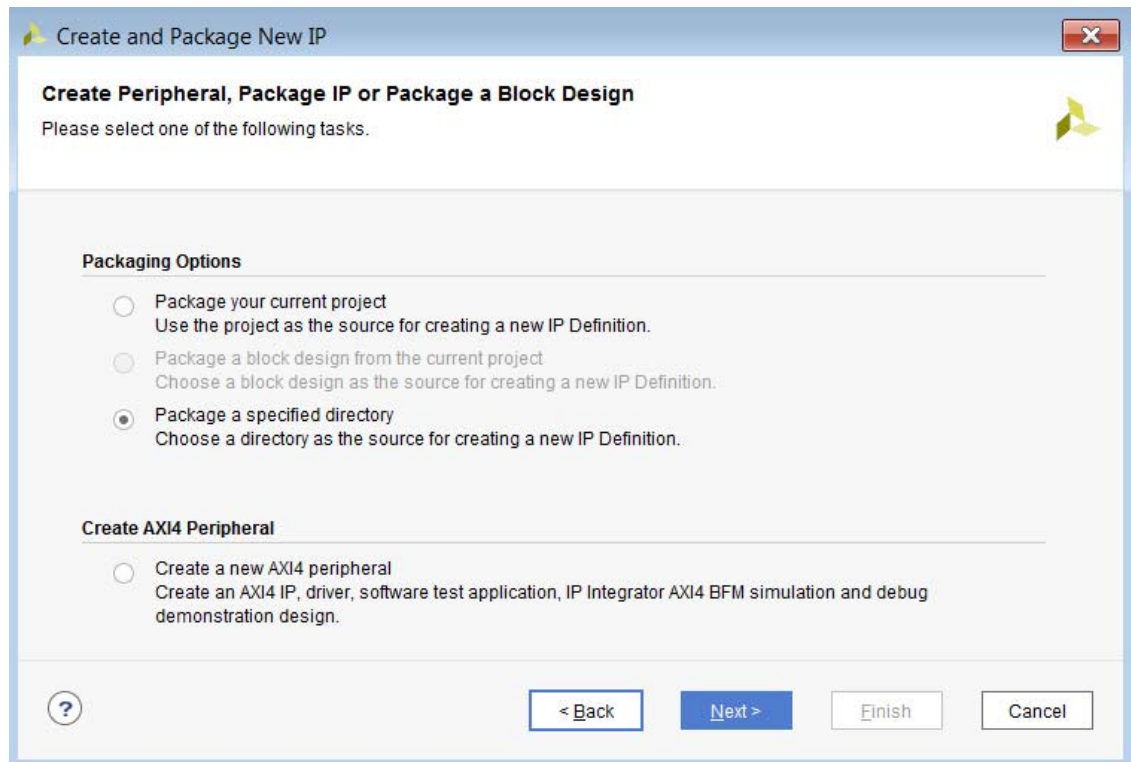 Create and Package New IP
Create Peripheral, Package IP or Package a Block Design
Please select one of the following tasks.
Packaging Options
Package your current project
Use the project as the source for creating a new IP Definition.
Package a block design from the current project
Choose a block design as the source for creating a new IP Definition.
Package a specified directory
Choose a directory as the source for creating a new IP Definition.
Create AXI4 Peripheral
Create a new AXI4 peripheral
Create an AXI4 IP, driver, software test application, IP Integrator AXI4 BFM simulation and debug
demonstration design.
? < Back Next > Finish Cancel